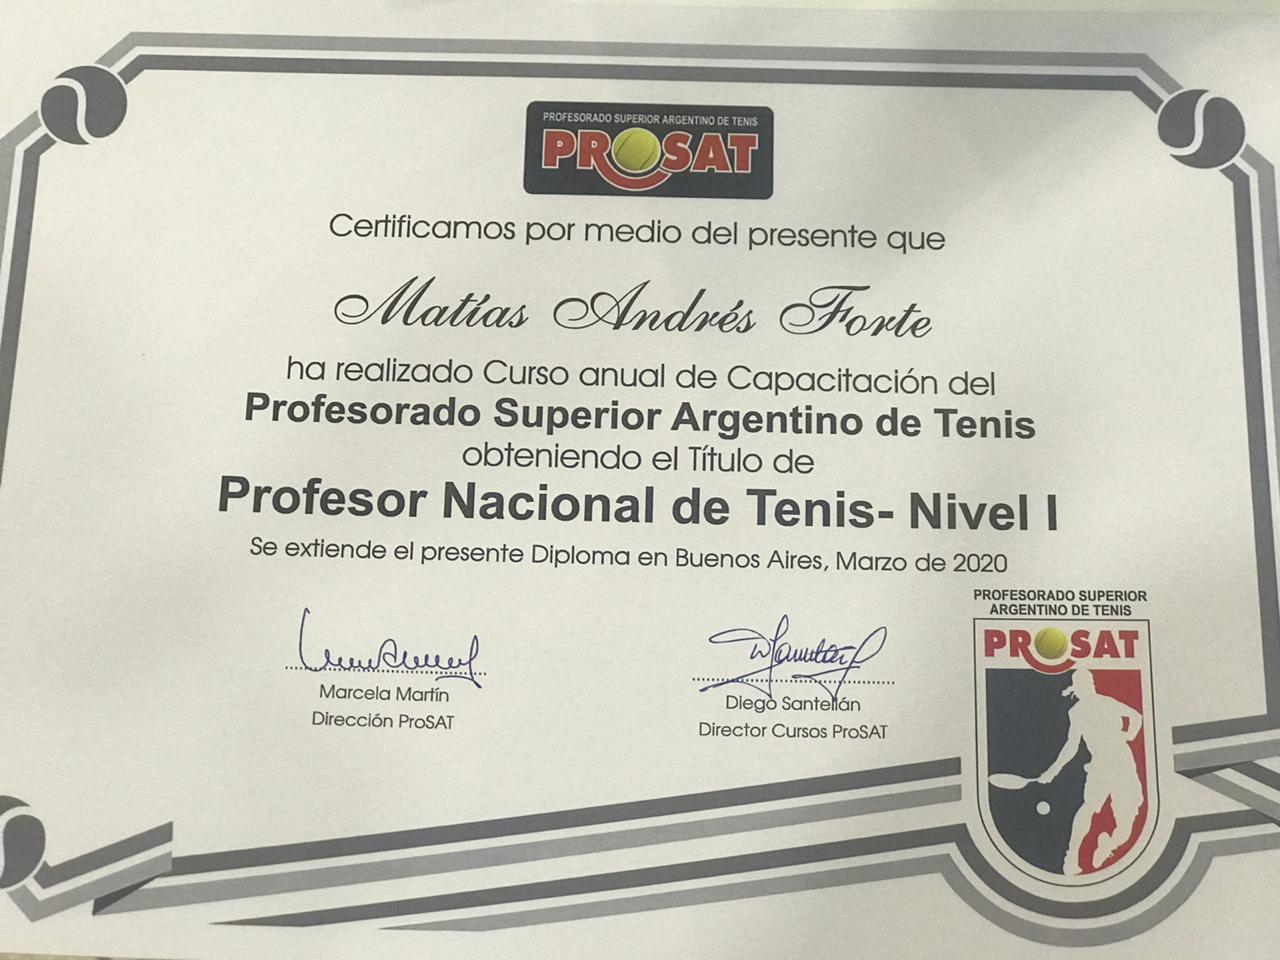 PROFESORADO SUPERIOR ARGENTINO DE TENIS
PROSAT
Certificamos por medio del presente que
Matías Andrés Forte
ha realizado Curso anual de Capacitación del
Profesorado Superior Argentino de Tenis
obteniendo el Título de
Profesor Nacional de Tenis- Nivel I
Se extiende el presente Diploma en Buenos Aires, Marzo de 2020
Marcela Martín
Dirección ProSAT
Diego Santellán
Director Cursos ProSAT
PROFESORADO SUPERIOR
ARGENTINO DE TENIS
PROSAT